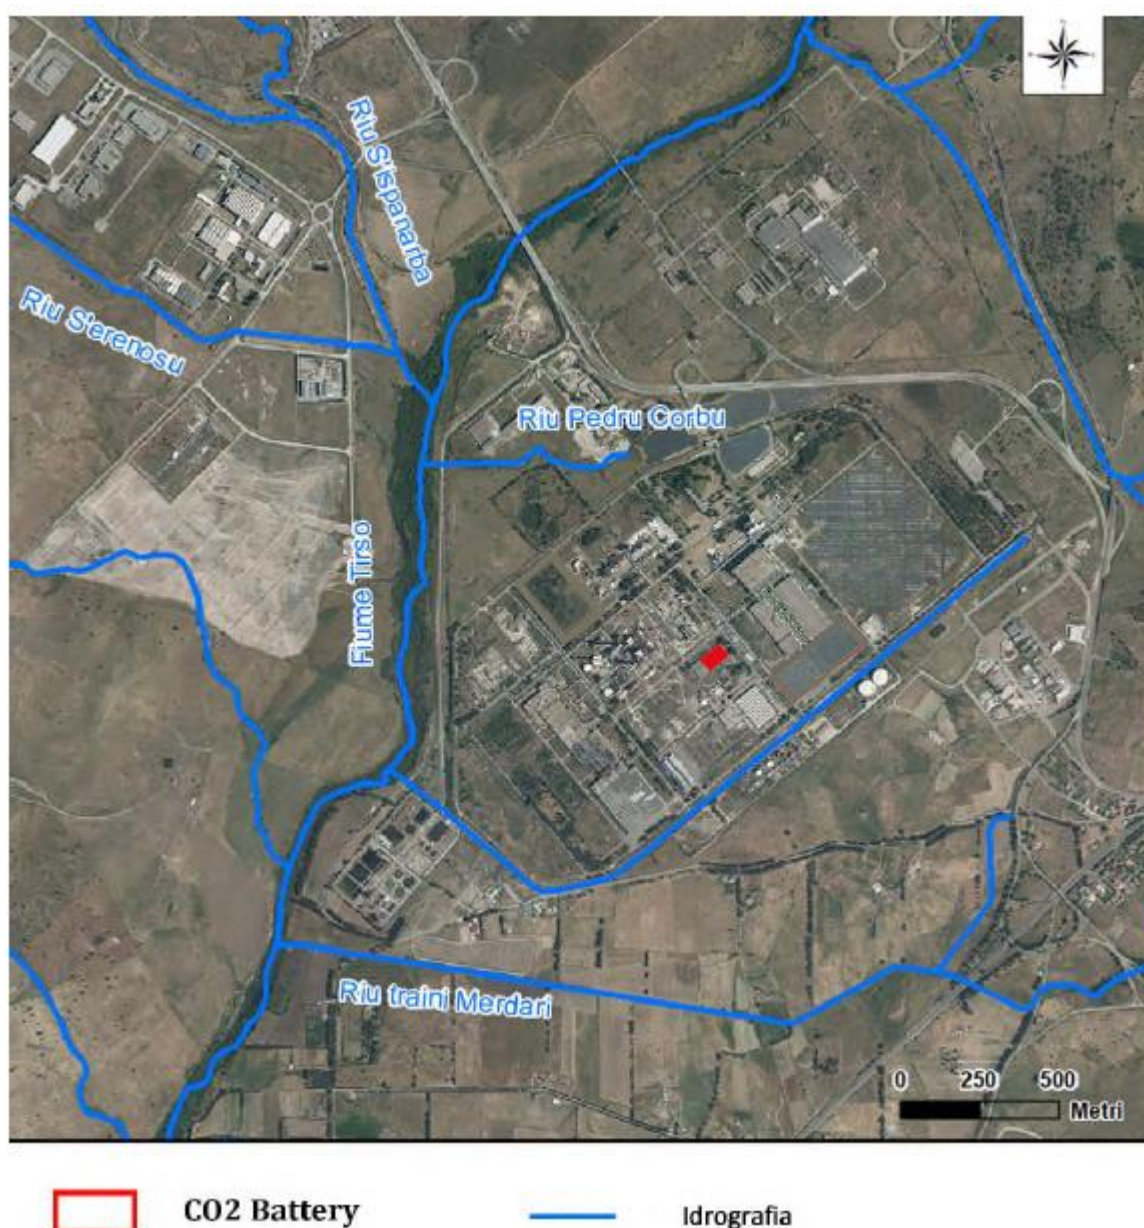 Riu S'ispanarba
Riu S'erenosu
Riu Pedru Corbu
Fiume Tirso
Riu traini Merdari
0 250 500
Metri
CO2 Battery
Idrografia